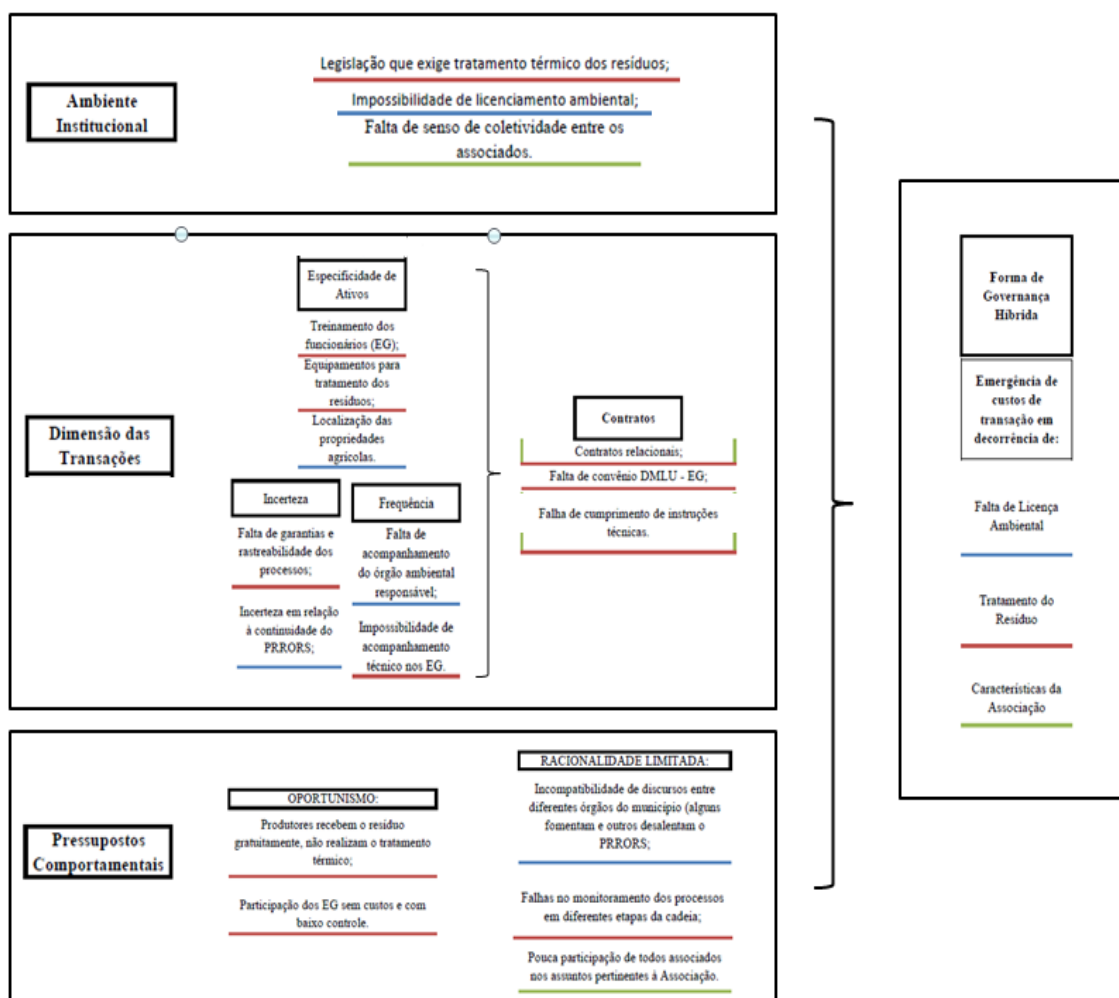 Ambiente
Institucional
Legislação que exige tratamento térmico dos resíduos;
Impossibilidade de licenciamento ambiental;
Falta de senso de coletividade entre os
associados.
Dimensão das
Transações
Especificidade de
Ativos
Treinamento dos
funcionários (EG);
Equipamentos para
tratamento dos
resíduos;
Localização das
propriedades
agrícolas.
Incerteza
Falta de garantias e
rastreabilidade dos
processos;
Incerteza em relação
à continuidade do
PRRORS;
Frequência
Falta de
acompanhamento
do órgão ambiental
responsável;
Impossibilidade de
acompanhamento
técnico nos EG.
Contratos
Contratos relacionais;
Falta de convênio DMLU - EG;
Falha de cumprimento de instruções
técnicas.
Pressupostos
Comportamentais
OPORTUNISMO:
Produtores recebem o resíduo
gratuitamente, não realizam o tratamento
térmico;
Participação dos EG sem custos e com
baixo controle.
RACIONALIDADE LIMITADA:
Incompatibilidade de discursos entre
diferentes órgãos do município (alguns
fomentam e outros desalentam o
PRRORS;
Falhas no monitoramento dos processos
em diferentes etapas da cadeia;
Pouca participação de todos associados
nos assuntos pertinentes à Associação.
Forma de
Governança
Híbrida
Emergência de
custos de
transação em
decorrência de:
Falta de Licença
Ambiental
Tratamento do
Resíduo
Características da
Associação